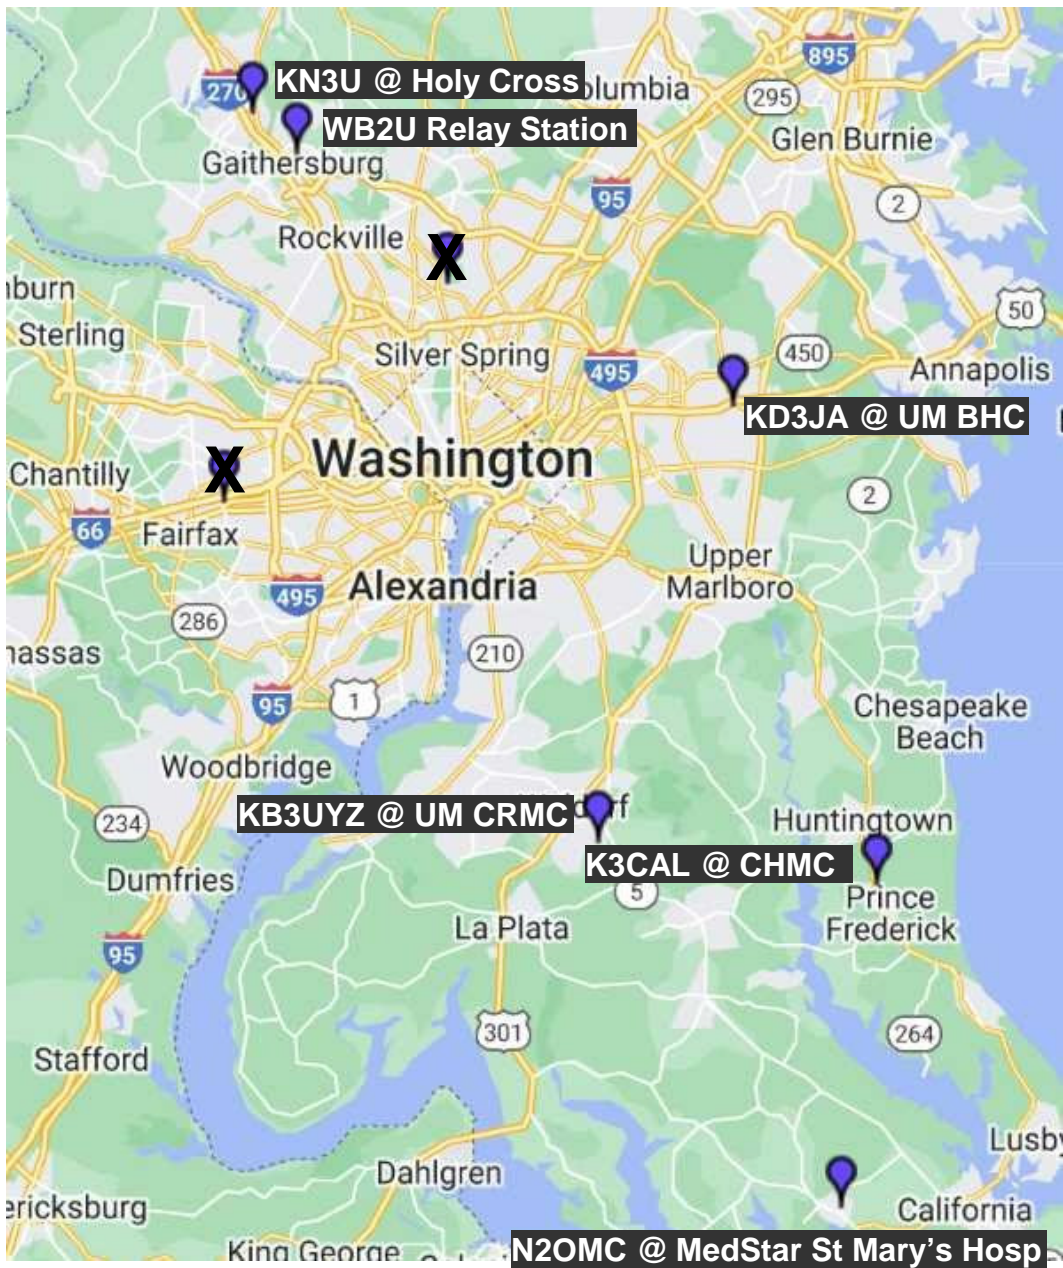 895
KN3U @ Holy Cross
270
olumbia
295
WB2U Relay Station
Glen Burnie
Gaithersburg
95
2
Rockville
X
nburn
50
Sterling
Silver Spring
450
495
Annapolis
KD3JA @ UM BHC
Washington
X
Chantilly
2
66
Fairfax
Upper
Marlboro
Alexandria
495
286
210
nassas
95
1
Chesapeake
Beach
Woodbridge
KB3UYZ @ UM CRMC
234
Huntingtown
K3CAL @ CHMC
Dumfries
5
Prince
Frederick
La Plata
95
301
264
Stafford
Lusby
Dahlgren
ericksburg
California
King George
N2OMC @ MedStar St Mary's Hosp